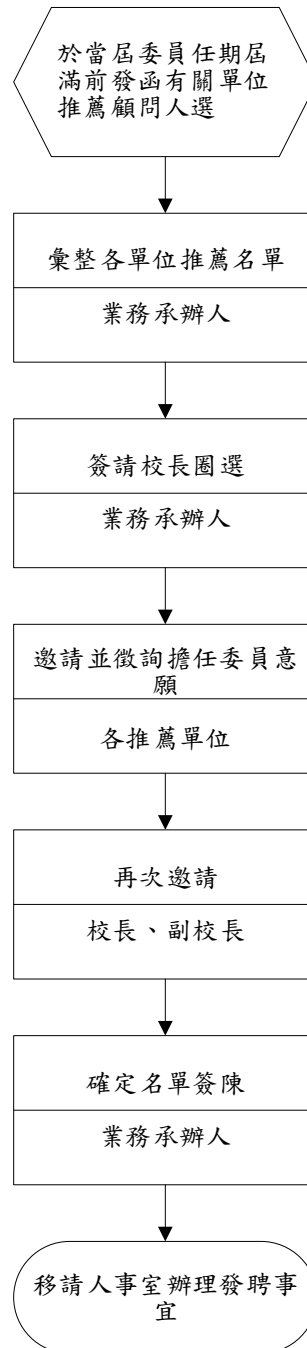 於當屆委員任期屆
滿前發函有關單位
推薦顧問人選
彙整各單位推薦名單
業務承辦人
簽請校長圈選
業務承辦人
邀請並徵詢擔任委員意
願
各推薦單位
再次邀請
校長、副校長
確定名單簽陳
業務承辦人
移請人事室辦理發聘事
宜